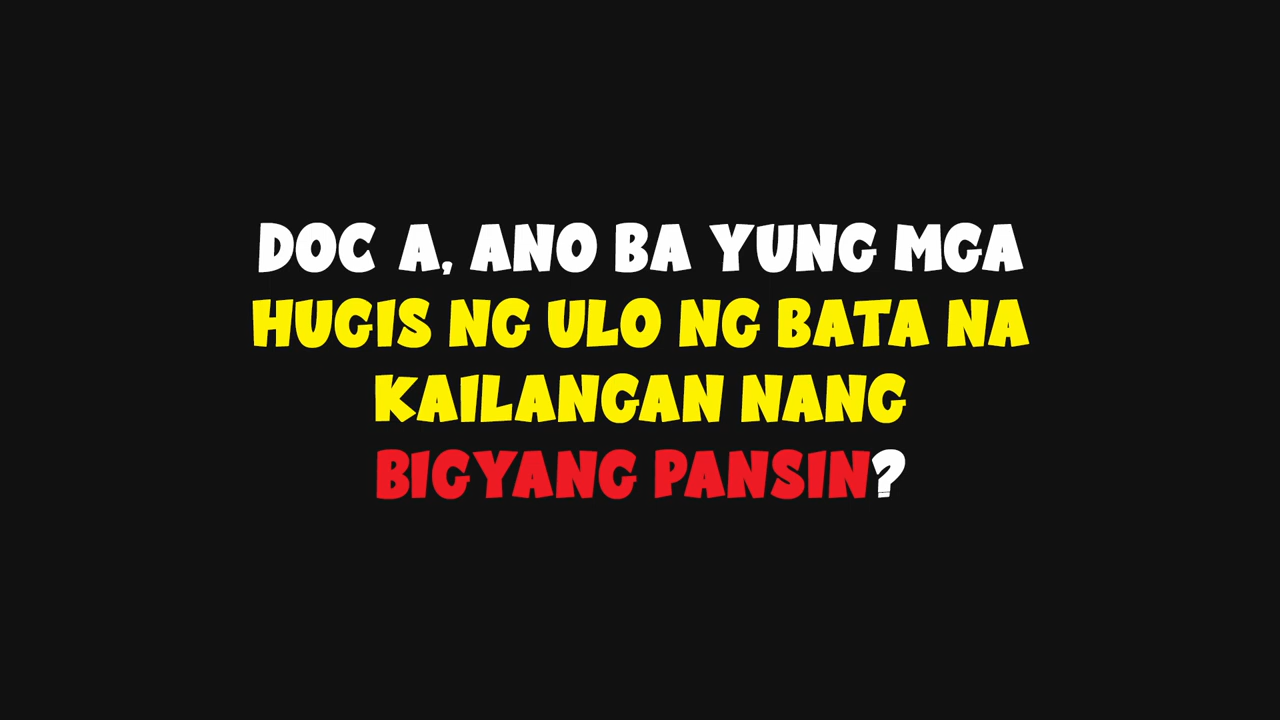 DOC A, ANO BA YUNG MGA
HUGIS NG ULO NG BATA NA
KAILANGAN NANG
BIGYANG PANSIN?